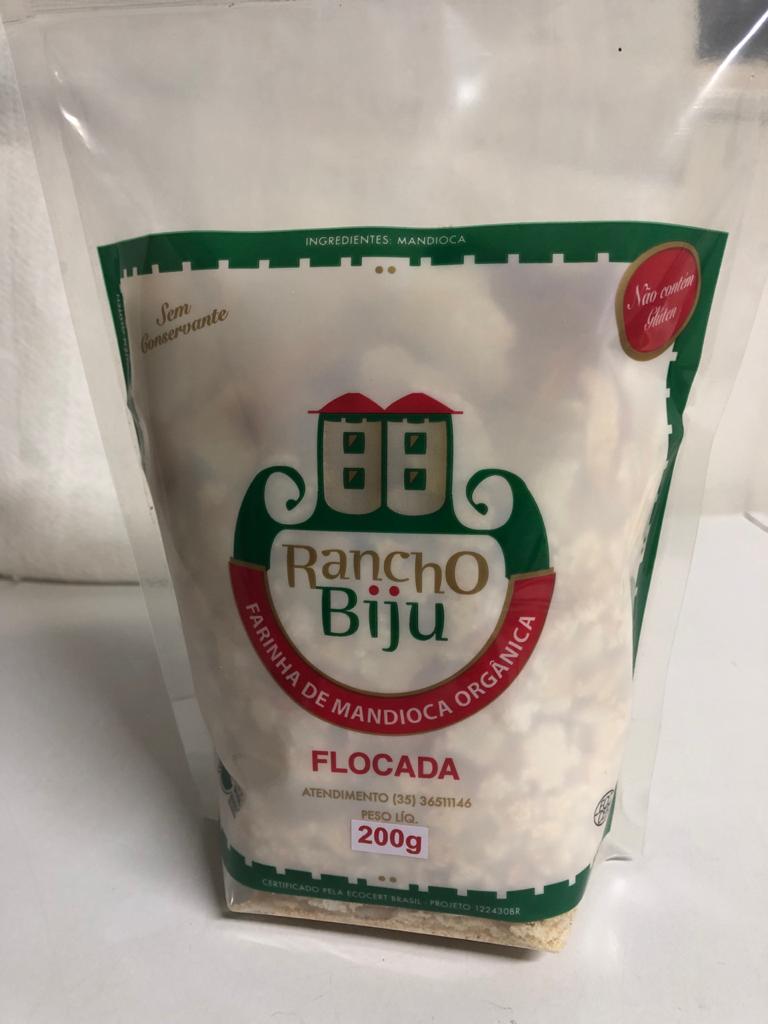 INGREDIENTES: MANDIOCA
Sem
Conservante
Não contém
Glúten
Rancho
Biju
FARINHA DE MANDIOCA ORGÂNICA
FLOCADA
ATENDIMENTO (35) 36511146
PESO LÍQ.
200g
CERTIFICADO PELA ECOCERT BRASIL - PROJETO 122430BR